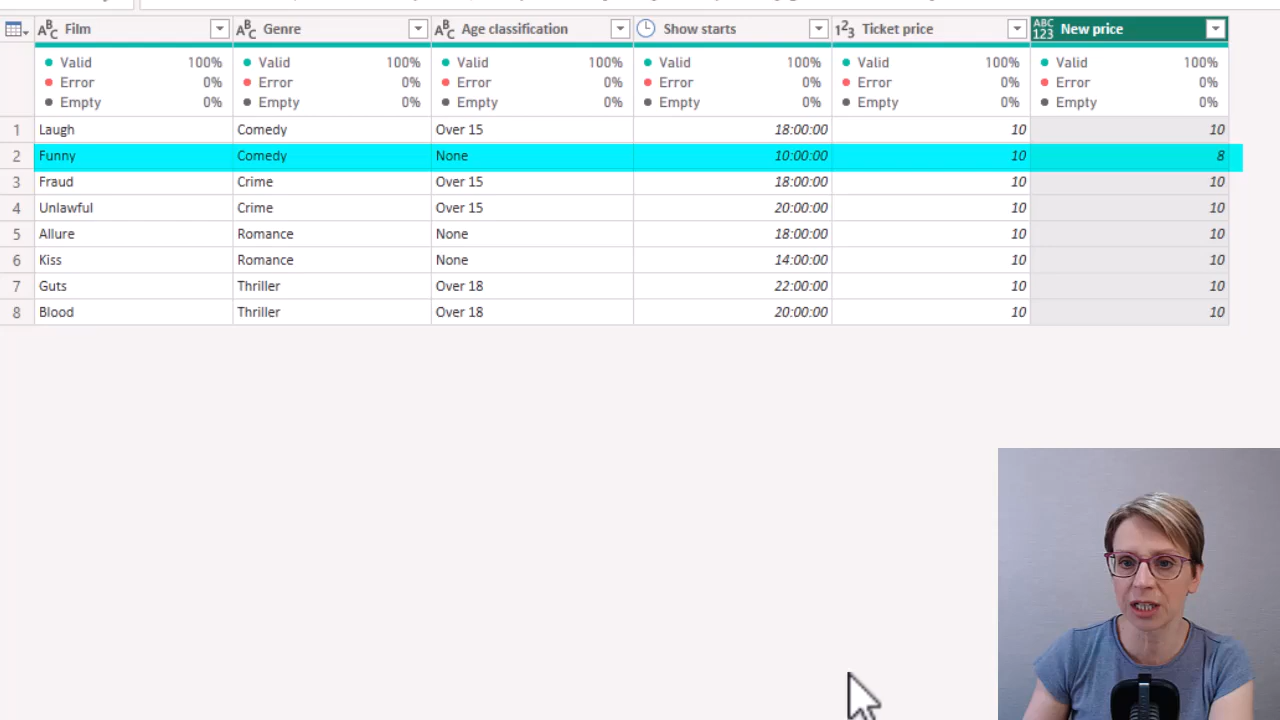 ABC Film ABC Genre ABC Age classification Show starts 123 Ticket price ABC 123 New price
Valid 100% Valid 100% Valid 100% Valid 100% Valid 100% Valid 100%
Error 0% Error 0% Error 0% Error 0% Error 0% Error 0%
Empty 0% Empty 0% Empty 0% Empty 0% Empty 0% Empty 0%
1 Laugh Comedy Over 15 18:00:00 10 10
2 Funny Comedy None 10:00:00 10 8
3 Fraud Crime Over 15 18:00:00 10 10
4 Unlawful Crime Over 15 20:00:00 10 10
5 Allure Romance None 18:00:00 10 10
6 Kiss Romance None 14:00:00 10 10
7 Guts Thriller Over 18 22:00:00 10 10
8 Blood Thriller Over 18 20:00:00 10 10